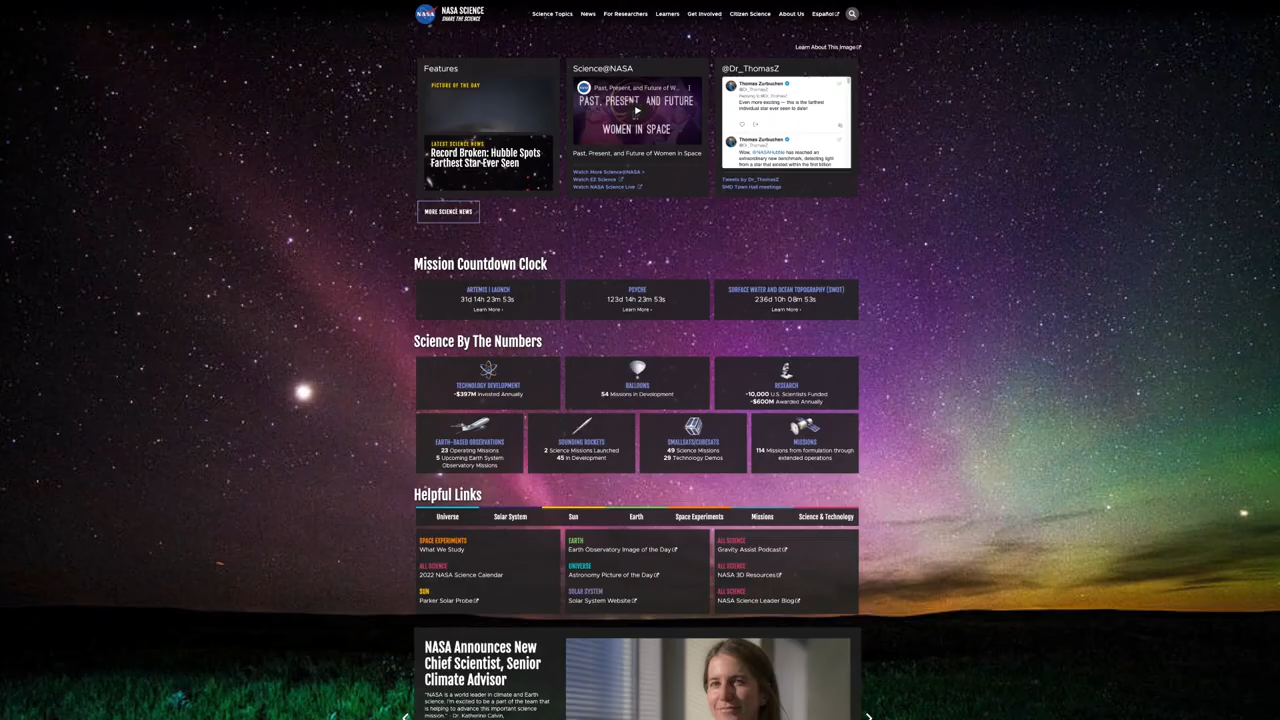 NASA
NASA SCIENCE
SHARE THE SCIENCE
Science Topics News For Researchers Learners Get Involved Citizen Science About Us Español
Learn About This Image
Features
PICTURE OF THE DAY
LATEST SCIENCE NEWS
Record Broken: Hubble Spots
Farthest Star Ever Seen
Science@NASA
Past, Present, and Future of W...
PAST, PRESENT, AND FUTURE
WOMEN IN SPACE
Past, Present, and Future of Women in Space
Watch More Science@NASA >
Watch EZ Science
Watch NASA Science Live
@Dr_ThomasZ
Thomas Zurbuchen
@Dr_ThomasZ
Replying to @Dr_ThomasZ
Even more exciting — this is the farthest
individual star ever seen to date!
Thomas Zurbuchen
@Dr_ThomasZ
Wow. @NASAHubble has reached an
extraordinary new benchmark, detecting light
from a star that existed within the first billion
Tweets by Dr_ThomasZ
SMD Town Hall meetings
MORE SCIENCE NEWS
Mission Countdown Clock
ARTEMIS I LAUNCH
31d 14h 23m 53s
Learn More ›
PSYCHE
123d 14h 23m 53s
Learn More ›
SURFACE WATER AND OCEAN TOPOGRAPHY (SWOT)
236d 10h 08m 53s
Learn More ›
Science By The Numbers
TECHNOLOGY DEVELOPMENT
~$397M Invested Annually
BALLOONS
54 Missions in Development
RESEARCH
~10,000 U.S. Scientists Funded
~$600M Awarded Annually
EARTH-BASED OBSERVATIONS
23 Operating Missions
5 Upcoming Earth System
Observatory Missions
SOUNDING ROCKETS
2 Science Missions Launched
45 In Development
SMALLSATS/CUBESATS
49 Science Missions
29 Technology Demos
MISSIONS
114 Missions from formulation through
extended operations
Helpful Links
Universe Solar System Sun Earth Space Experiments Missions Science & Technology
SPACE EXPERIMENTS
What We Study
ALL SCIENCE
2022 NASA Science Calendar
SUN
Parker Solar Probe
EARTH
Earth Observatory Image of the Day
UNIVERSE
Astronomy Picture of the Day
SOLAR SYSTEM
Solar System Website
ALL SCIENCE
Gravity Assist Podcast
ALL SCIENCE
NASA 3D Resources
ALL SCIENCE
NASA Science Leader Blog
NASA Announces New
Chief Scientist, Senior
Climate Advisor
"NASA is a world leader in climate and Earth
science. I'm excited to be a part of the team that
is helping to advance this important science
mission." - Dr. Katherine Calvin,